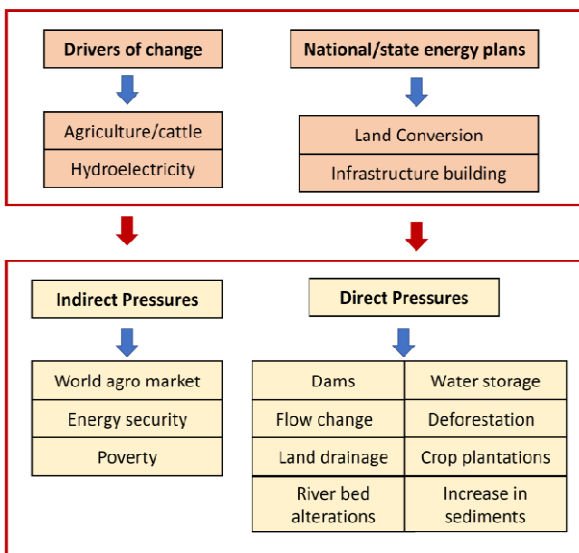 Drivers of change
National/state energy plans
Agriculture/cattle
Hydroelectricity
Land Conversion
Infrastructure building
Indirect Pressures
Direct Pressures
World agro market
Energy security
Poverty
Dams
Water storage
Flow change
Deforestation
Land drainage
Crop plantations
River bed
alterations
Increase in
sediments